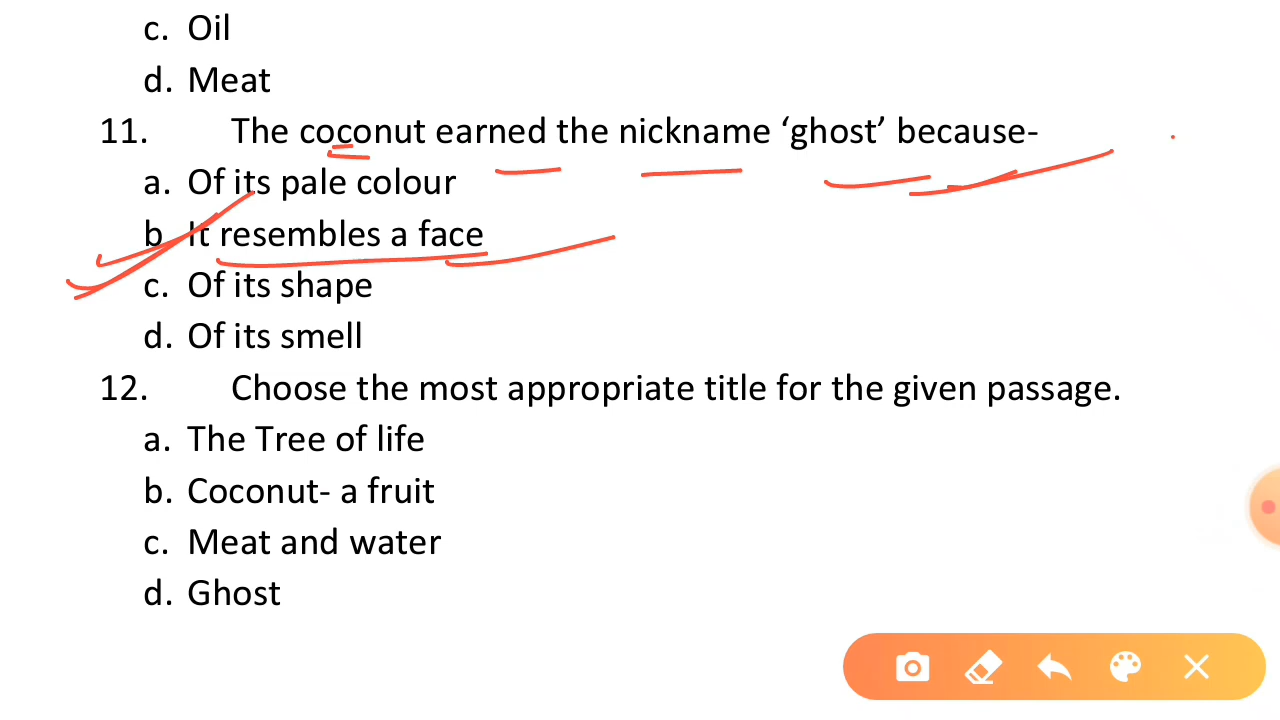 c. Oil
d. Meat
11. The coconut earned the nickname ‘ghost’ because-
a. Of its pale colour
b. It resembles a face
c. Of its shape
d. Of its smell
12. Choose the most appropriate title for the given passage.
a. The Tree of life
b. Coconut- a fruit
c. Meat and water
d. Ghost